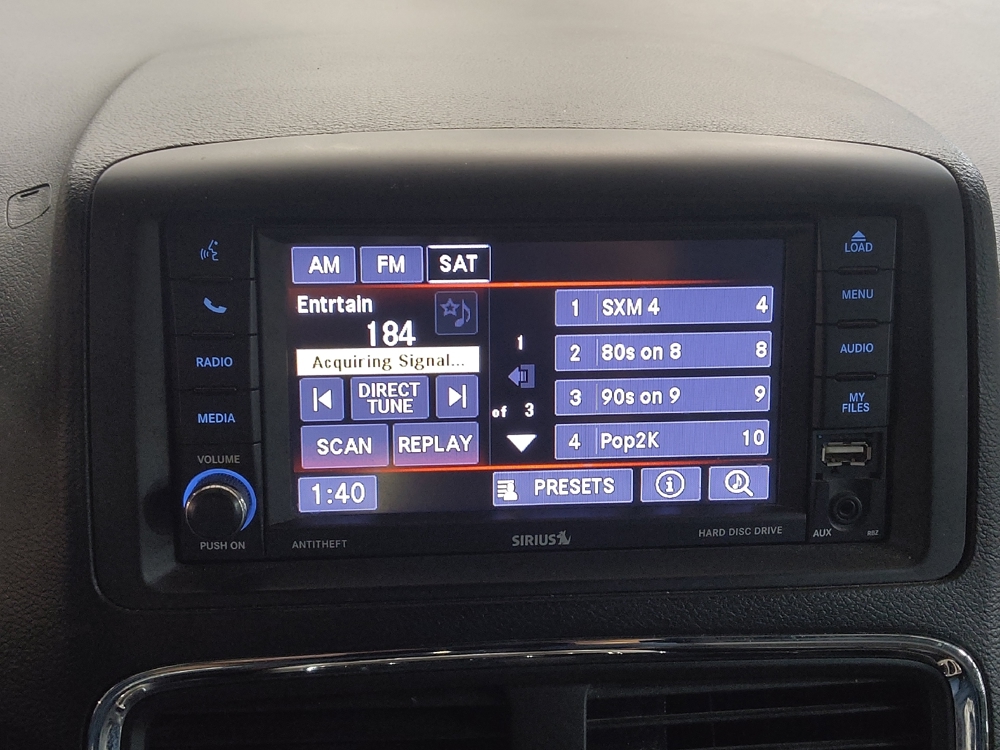 AM FM SAT
Entrtain
184
Acquiring Signal...
DIRECT
TUNE
SCAN REPLAY
1
of 3
1 SXM 4 4
2 80s on 8 8
3 90s on 9 9
4 Pop2K 10
1:40 PRESETS
RADIO
MEDIA
VOLUME
PUSH ON
ANTITHEFT
SIRIUS
HARD DISC DRIVE
LOAD
MENU
AUDIO
MY
FILES
AUX
RBZ